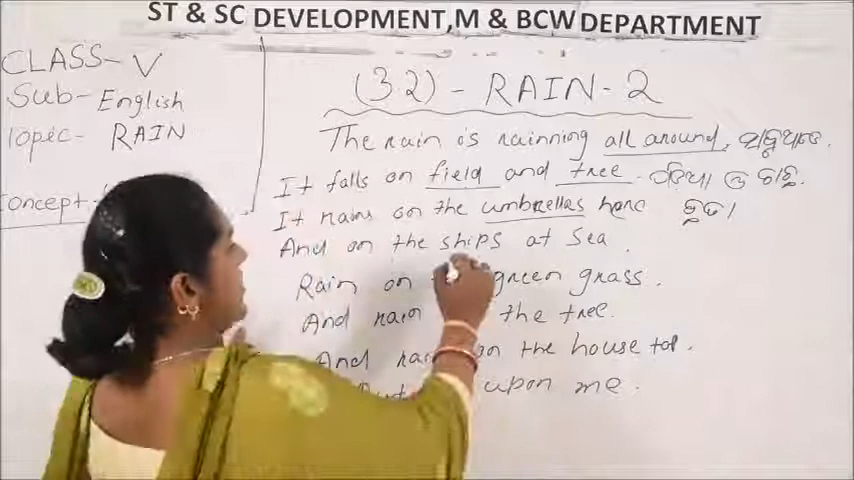 ST & SC DEVELOPMENT,M & BCW DEPARTMENT
CLASS- V
Sub- English
Topic- RAIN
Concept-
(32) - RAIN-2
The rain is rainning all around,
It falls on field and tree.
It rains on the umbrellas here
And on the ships at Sea.
Rain on green grass.
And rain the tree.
And rain on the house top.
upon me.